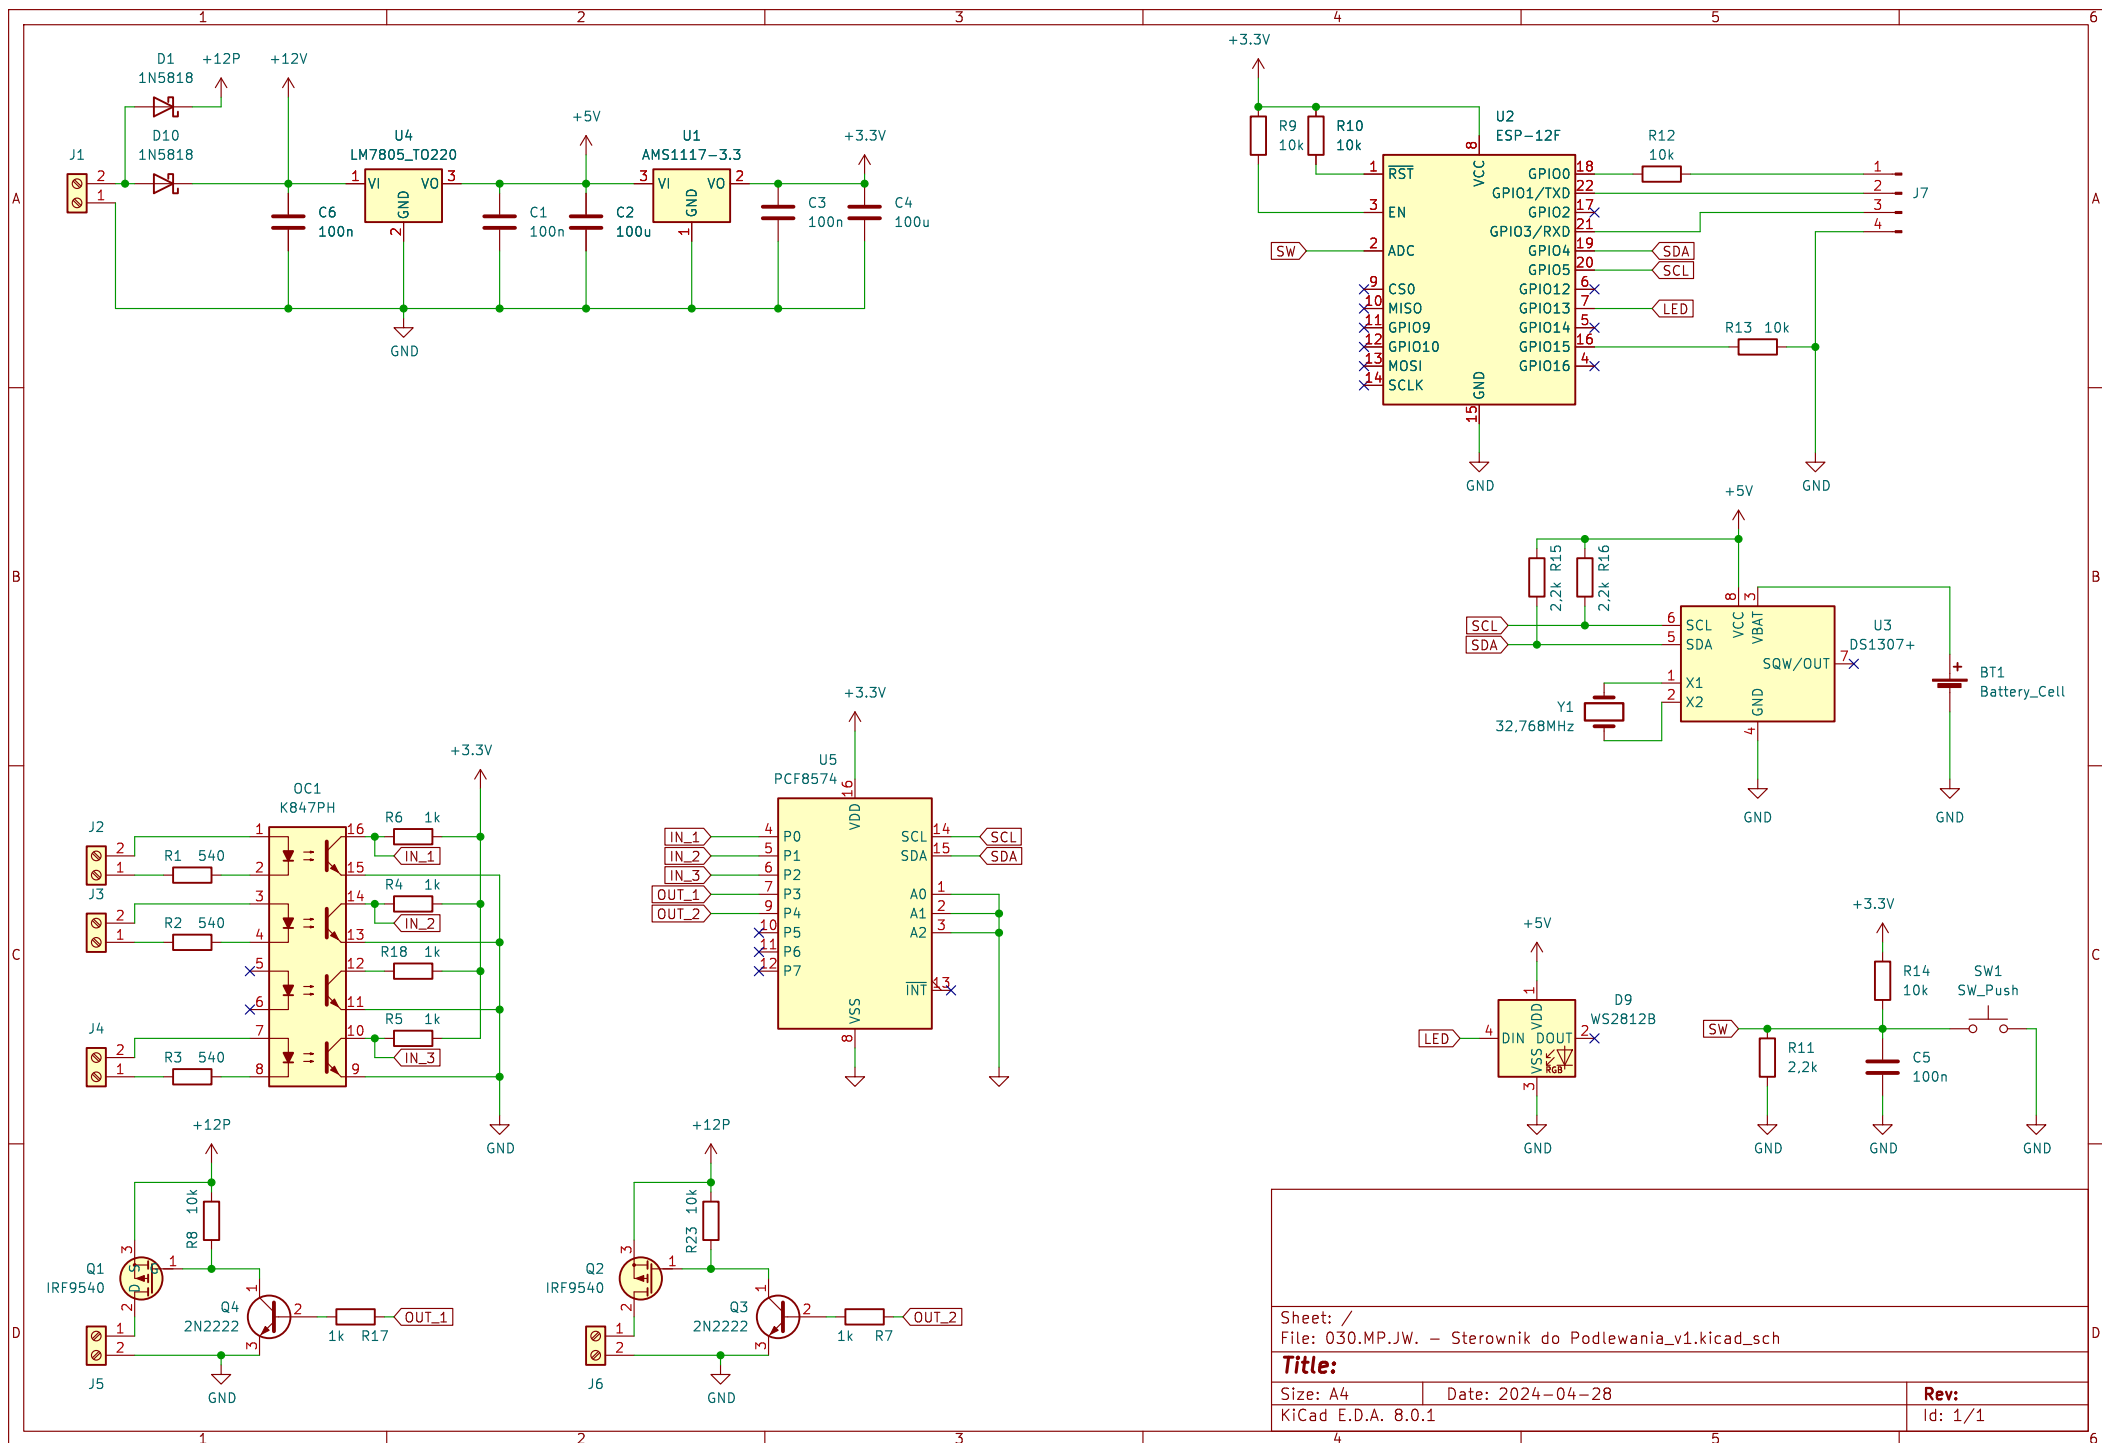 1 2 3 4 5 6
A
B
C
D
A
B
C
D
1 2 3 4 5 6
D1
1N5818
+12P
+12V
D10
1N5818
J1
2
1
U4
LM7805_TO220
1 VI VO 3
GND
2
+5V
U1
AMS1117-3.3
3 VI VO 2
GND
1
+3.3V
C6
100n
C1
100n
C2
100u
C3
100n
C4
100u
GND
+3.3V
R9
10k
R10
10k
U2
ESP-12F
8
VCC
1 RST
3 EN
SW 2 ADC
9 CS0
10 MISO
11 GPIO9
12 GPIO10
13 MOSI
14 SCLK
GPIO0 18
GPIO1/TXD 22
GPIO2 17
GPIO3/RXD 21
GPIO4 19 SDA
GPIO5 20 SCL
GPIO12 6
GPIO13 7 LED
GPIO14 5
GPIO15 16
GPIO16 4
GND
15
GND
R12
10k
1
2
3
4
J7
R13 10k
GND
+5V
2,2k R15
2,2k R16
SCL
SDA
8 3
VCC VBAT
6 SCL
5 SDA
1 X1
2 X2
SQW/OUT 7
GND
4
U3
DS1307+
Y1
32,768MHz
BT1
Battery_Cell
+
GND
GND
+3.3V
OC1
K847PH
J2
2
1
R1 540
J3
2
1
R2 540
J4
2
1
R3 540
1
2
3
4
5
6
7
8
16
15
14
13
12
11
10
9
R6 1k
IN_1
R4 1k
IN_2
R18 1k
R5 1k
IN_3
GND
+3.3V
U5
PCF8574
16
VDD
IN_1 4 P0
IN_2 5 P1
IN_3 6 P2
OUT_1 7 P3
OUT_2 9 P4
10 P5
11 P6
12 P7
SCL 14 SCL
SDA 15 SDA
A0 1
A1 2
A2 3
INT 13
VSS
8
+5V
D9
WS2812B
1
VDD
LED 4 DIN
DOUT 2
VSS
RGB
3
GND
+3.3V
R14
10k
SW1
SW_Push
SW
R11
2,2k
C5
100n
GND
GND
GND
+12P
R8 10k
3
Q1
IRF9540
D S G
1
2
1
Q4
2N2222
2
3
1k R17
OUT_1
1
2
J5
GND
+12P
R23 10k
3
Q2
IRF9540
1
2
1
Q3
2N2222
2
3
1k R7
OUT_2
1
2
J6
GND
Sheet: /
File: 030.MP.JW. – Sterownik do Podlewania_v1.kicad_sch
Title:
Size: A4 Date: 2024-04-28 Rev:
KiCad E.D.A. 8.0.1 Id: 1/1